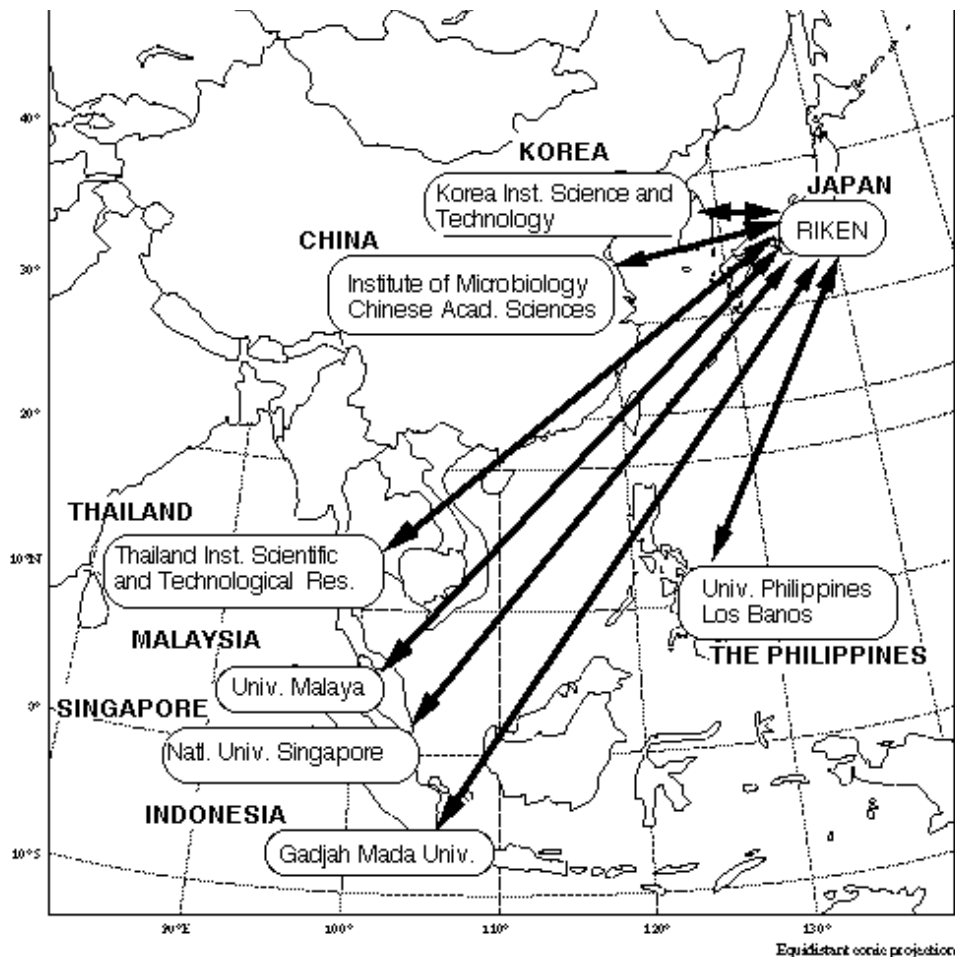 40°
KOREA
Korea Inst. Science and
Technology
JAPAN
RIKEN
CHINA
30°
Institute of Microbiology
Chinese Acad. Sciences
20°
THAILAND
10°N
Thailand Inst. Scientific
and Technological Res.
Univ. Philippines
Los Banos
THE PHILIPPINES
MALAYSIA
Univ. Malaya
SINGAPORE
0°
Natl. Univ. Singapore
INDONESIA
Gadjah Mada Univ.
10°S
90°E 100° 110° 120° 130°
Equidistant conic projection